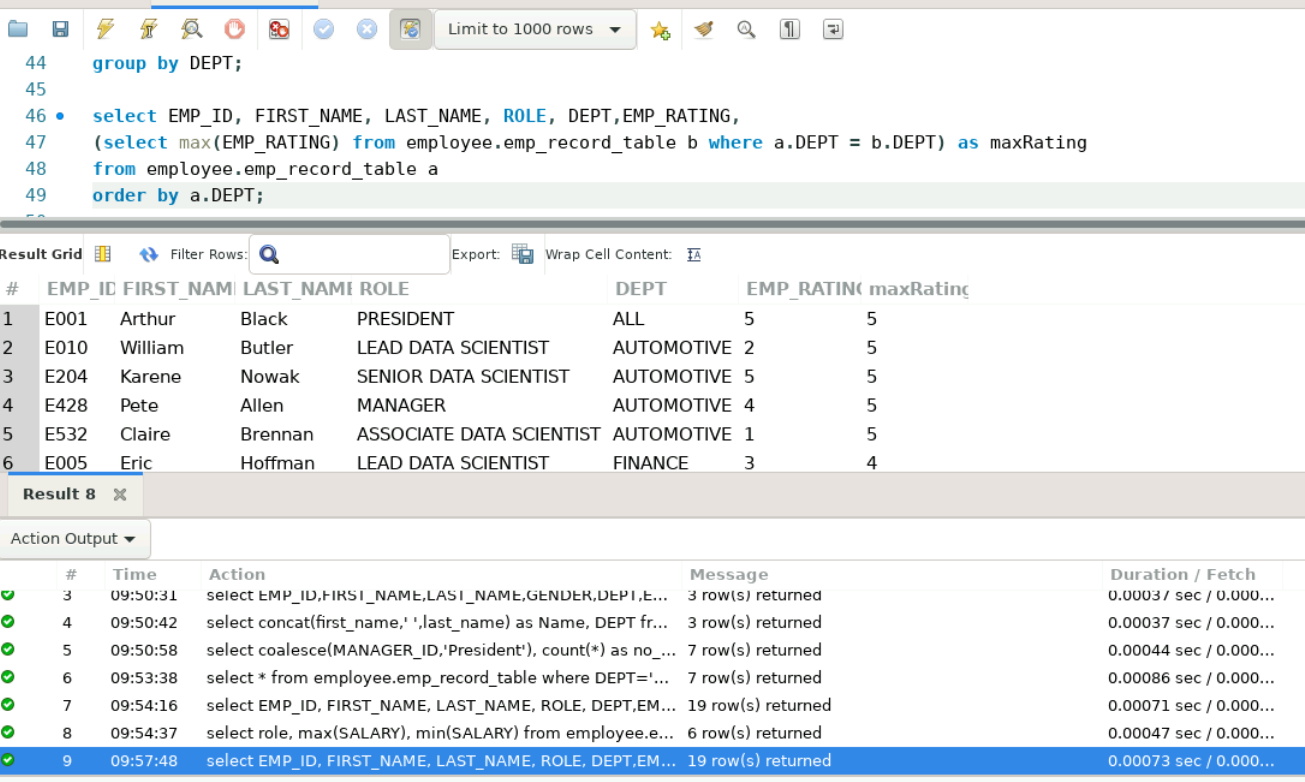 Limit to 1000 rows
44 group by DEPT;
45
46 select EMP_ID, FIRST_NAME, LAST_NAME, ROLE, DEPT,EMP_RATING,
47 (select max(EMP_RATING) from employee.emp_record_table b where a.DEPT = b.DEPT) as maxRating
48 from employee.emp_record_table a
49 order by a.DEPT;
Result Grid Filter Rows: Export: Wrap Cell Content:
# EMP_ID FIRST_NAM LAST_NAME ROLE DEPT EMP_RATING maxRating
1 E001 Arthur Black PRESIDENT ALL 5 5
2 E010 William Butler LEAD DATA SCIENTIST AUTOMOTIVE 2 5
3 E204 Karene Nowak SENIOR DATA SCIENTIST AUTOMOTIVE 5 5
4 E428 Pete Allen MANAGER AUTOMOTIVE 4 5
5 E532 Claire Brennan ASSOCIATE DATA SCIENTIST AUTOMOTIVE 1 5
6 E005 Eric Hoffman LEAD DATA SCIENTIST FINANCE 3 4
Result 8
Action Output
# Time Action Message Duration / Fetch
3 09:50:31 select EMP_ID,FIRST_NAME,LAST_NAME,GENDER,DEPT,E... 3 row(s) returned 0.00037 sec / 0.000...
4 09:50:42 select concat(first_name,' ',last_name) as Name, DEPT fr... 3 row(s) returned 0.00037 sec / 0.000...
5 09:50:58 select coalesce(MANAGER_ID,'President'), count(*) as no_... 7 row(s) returned 0.00044 sec / 0.000...
6 09:53:38 select * from employee.emp_record_table where DEPT='... 7 row(s) returned 0.00086 sec / 0.000...
7 09:54:16 select EMP_ID, FIRST_NAME, LAST_NAME, ROLE, DEPT,EM... 19 row(s) returned 0.00071 sec / 0.000...
8 09:54:37 select role, max(SALARY), min(SALARY) from employee.e... 6 row(s) returned 0.00047 sec / 0.000...
9 09:57:48 select EMP_ID, FIRST_NAME, LAST_NAME, ROLE, DEPT,EM... 19 row(s) returned 0.00073 sec / 0.000...